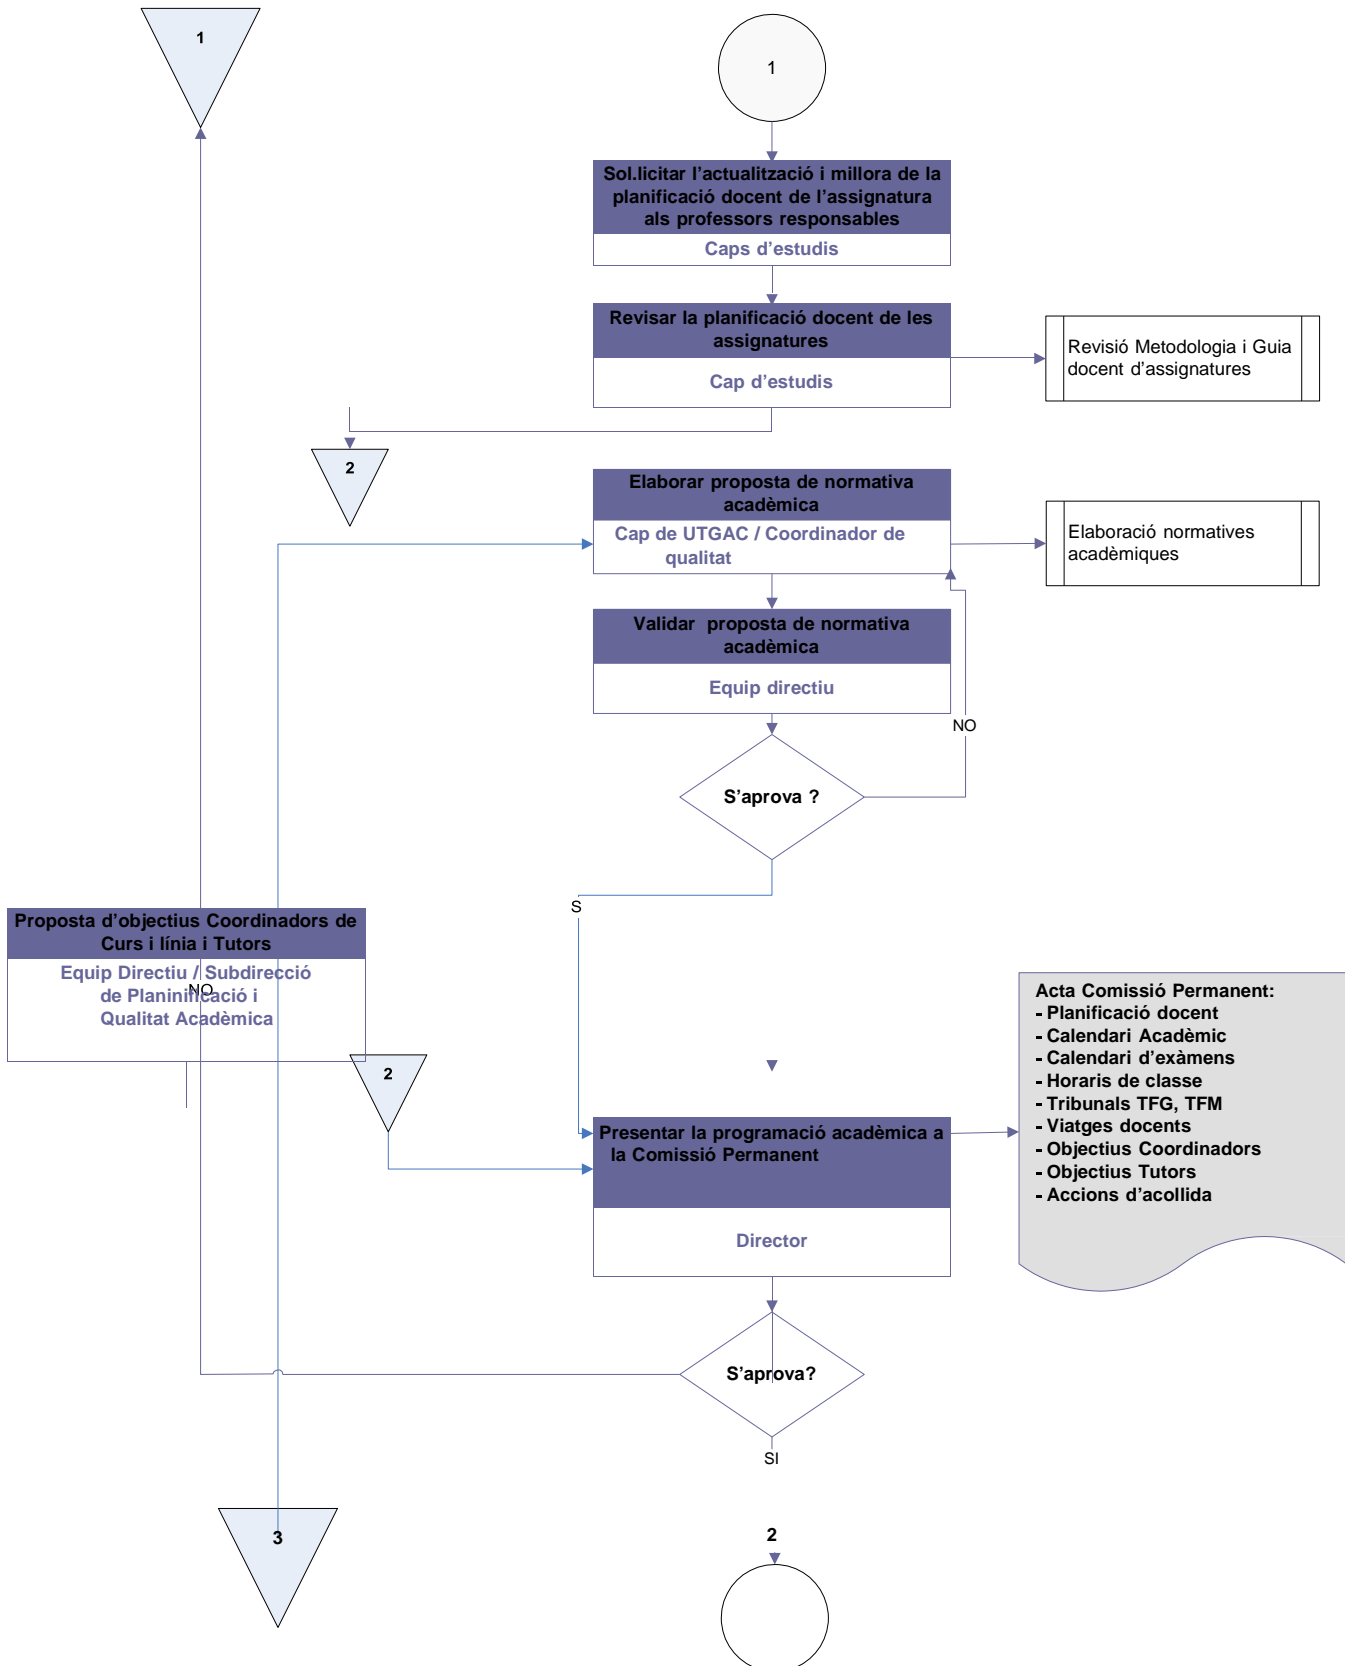 1
1
Sol.licitar l'actualització i millora de la
planificació docent de l'assignatura
als professors responsables
Caps d'estudis
Revisar la planificació docent de les
assignatures
Cap d'estudis
Revisió Metodologia i Guia
docent d'assignatures
2
Elaborar proposta de normativa
acadèmica
Cap de UTGAC / Coordinador de
qualitat
Elaboració normatives
acadèmiques
Validar proposta de normativa
acadèmica
Equip directiu
NO
S'aprova ?
S
Proposta d'objectius Coordinadors de
Curs i línia i Tutors
Equip Directiu / Subdirecció
de Planinificació i
Qualitat Acadèmica
NO
2
Acta Comissió Permanent:
- Planificació docent
- Calendari Acadèmic
- Calendari d'exàmens
- Horaris de classe
- Tribunals TFG, TFM
- Viatges docents
- Objectius Coordinadors
- Objectius Tutors
- Accions d'acollida
Presentar la programació acadèmica a
la Comissió Permanent
Director
S'aprova?
SI
3
2